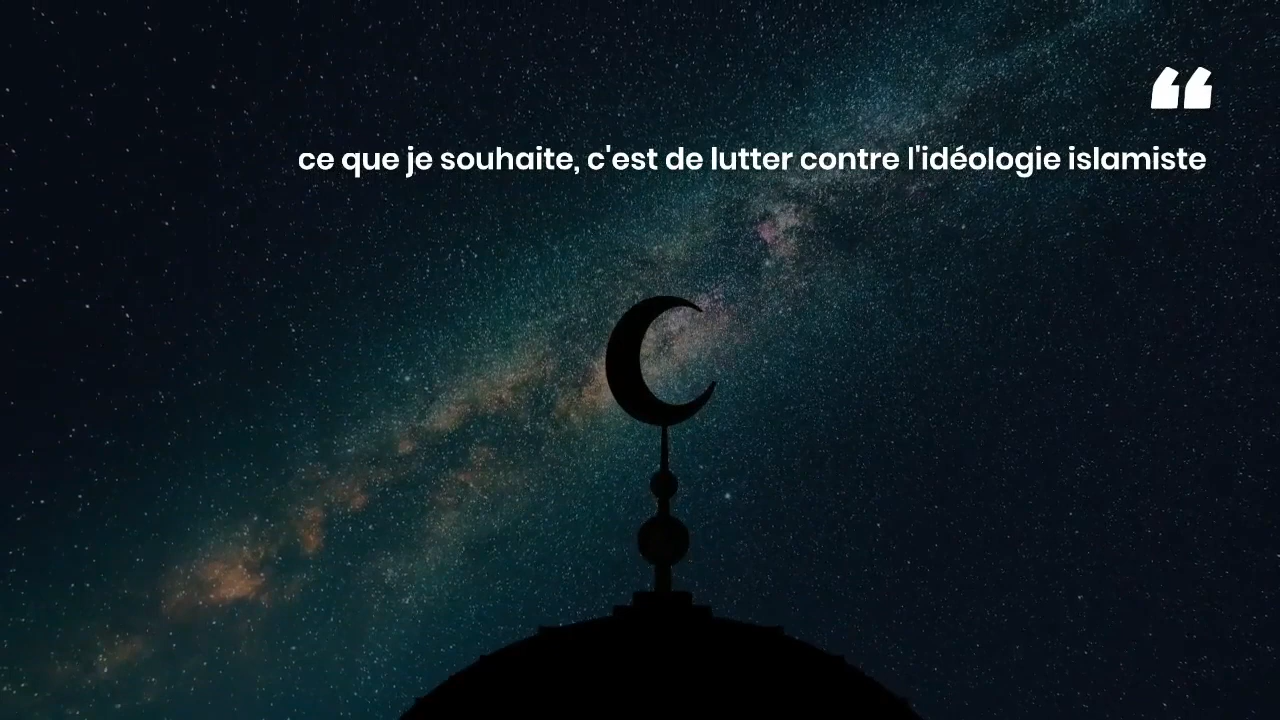 ❝
ce que je souhaite, c'est de lutter contre l'idéologie islamiste